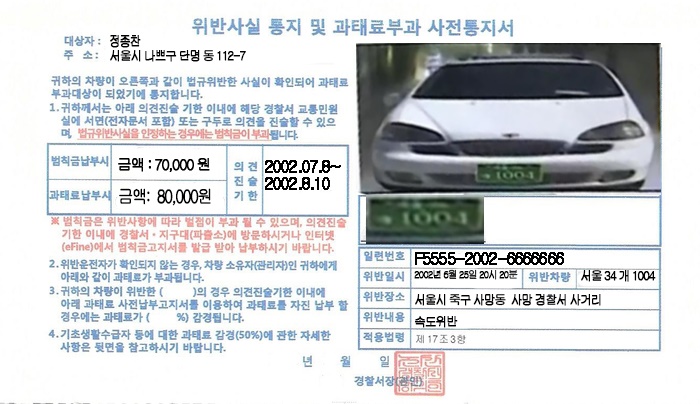 위반사실 통지 및 과태료부과 사전통지서
대상자 : 정종찬
주 소 : 서울시 나쁘구 단명 동 112-7
귀하의 차량이 오른쪽과 같이 법규위반한 사실이 확인되어 과태료
부과대상이 되었기에 통지합니다.
1. 귀하께서는 아래 의견진술 기한 이내에 해당 경찰서 교통민원
실에 서면(전자문서 포함) 또는 구두로 의견을 진술할 수 있으
며, 법규위반사실을 인정하는 경우에는 범칙금이 부과됩니다.
범칙금납부시 금액 : 70,000 원
과태료납부시 금액: 80,000원
의 견
진 술
기 한
2002.07.8~
2002.8.10
※ 범칙금은 위반사항에 따라 벌점이 부과 될 수 있으며, 의견진술
기한 이내에 경찰서·지구대(파출소)에 방문하시거나 인터넷
(eFine)에서 범칙금고지서를 발급 받아 납부하시기 바랍니다.
2. 위반운전자가 확인되지 않는 경우, 차량 소유자(관리자)인 귀하에게
아래와 같이 과태료가 부과됩니다.
3. 귀하의 차량이 위반한 ( )의 경우 의견진술기한 이내에
아래 과태료 사전납부고지서를 이용하여 과태료를 자진 납부 할
경우에는 과태료가 ( %) 감경됩니다.
4. 기초생활수급자 등에 대한 과태료 감경(50%)에 관한 자세한
사항은 뒷면을 참고하시기 바랍니다.
년 월 일
경찰서장(관인)
1004
1004
일련번호 F5555-2002-6666666
위반일시 2002년 6월 25일 20시 20분 위반차량 서울 34 개 1004
위반장소 서울시 죽구 사망동 사망 경찰서 사거리
위반내용 속도위반
적용법령 제 17조 3항